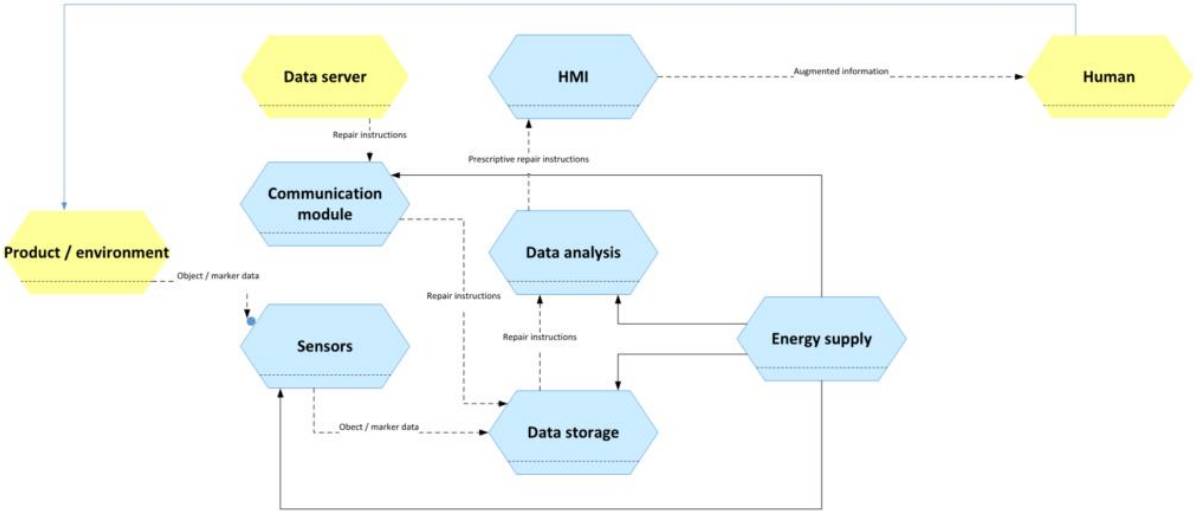 Data server
HMI
Augmented information
Human
Repair instructions
Prescriptive repair instructions
Communication
module
Product / environment
Data analysis
Object / marker data
Repair instructions
Repair instructions
Sensors
Energy supply
Obect / marker data
Data storage